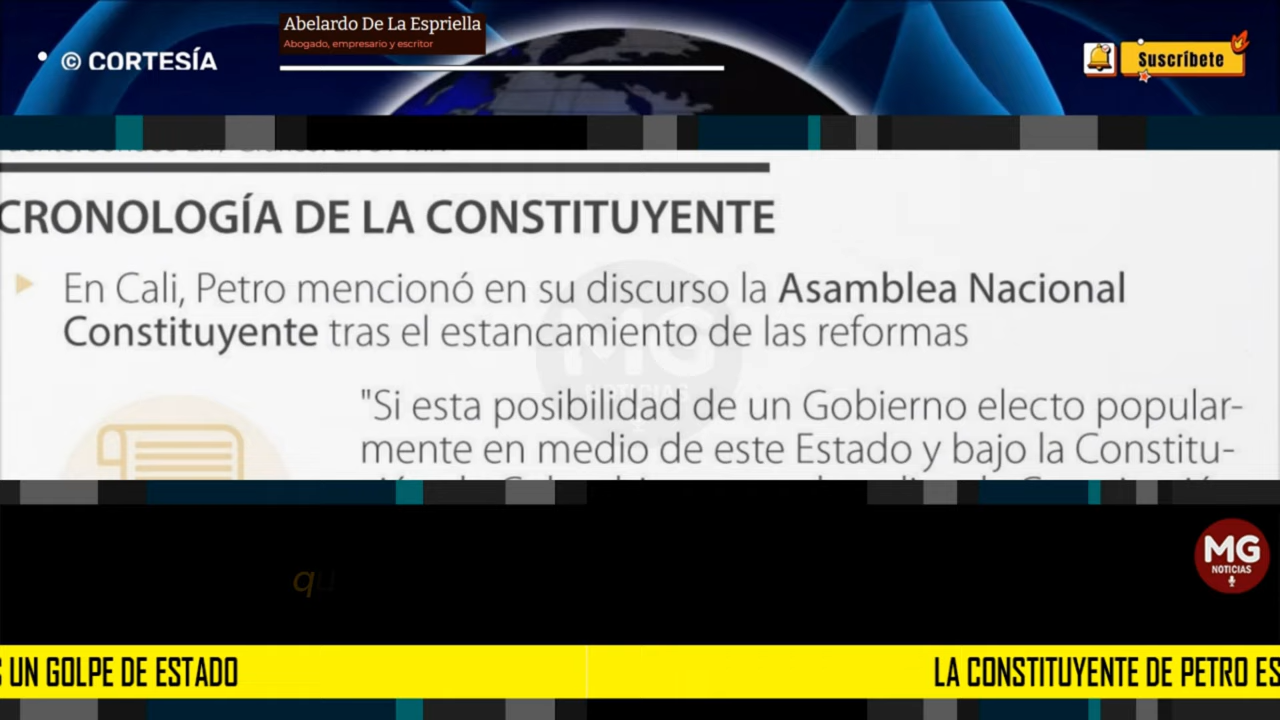 Abelardo De La Espriella
Abogado, empresario y escritor
© CORTESÍA
Suscríbete
CRONOLOGÍA DE LA CONSTITUYENTE
En Cali, Petro mencionó en su discurso la Asamblea Nacional
Constituyente tras el estancamiento de las reformas
"Si esta posibilidad de un Gobierno electo popular-
mente en medio de este Estado y bajo la Constitu-
MG
NOTICIAS
MG
NOTICIAS
UN GOLPE DE ESTADO
LA CONSTITUYENTE DE PETRO ES